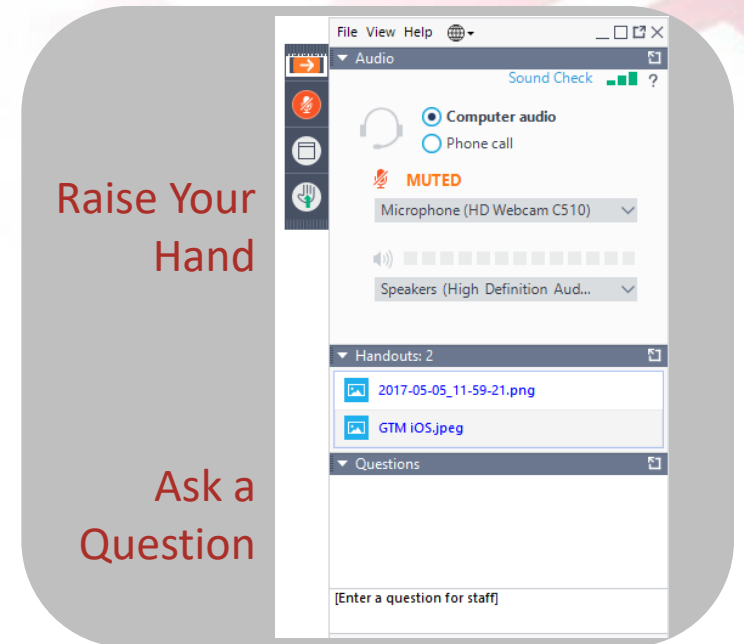 File View Help
Audio
Sound Check ?
Computer audio
Phone call
MUTED
Microphone (HD Webcam C510)
Raise Your
Hand
Speakers (High Definition Aud...
Handouts: 2
2017-05-05_11-59-21.png
GTM iOS.jpeg
Questions
Ask a
Question
[Enter a question for staff]